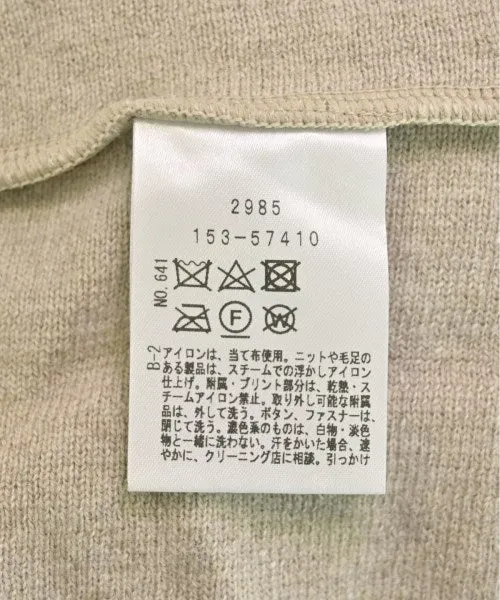 2985
153-57410
NO.641
F
W
B-2
アイロンは、当て布使用。ニットや毛足の
ある製品は、スチームでの浮かしアイロン
仕上げ。附属・プリント部分は、乾熱・ス
チームアイロン禁止。取り外し可能な附属
品は、外して洗う。ボタン、ファスナーは、
閉じて洗う。濃色系のものは、白物・淡色
物と一緒に洗わない。汗をかいた場合、速
やかに、クリーニング店に相談。引っかけ